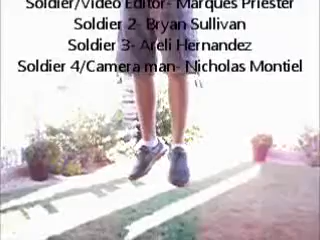 Soldier/Video Editor- Marques Priester
Soldier 2- Bryan Sullivan
Soldier 3- Areli Hernandez
Soldier 4/Camera man- Nicholas Montiel